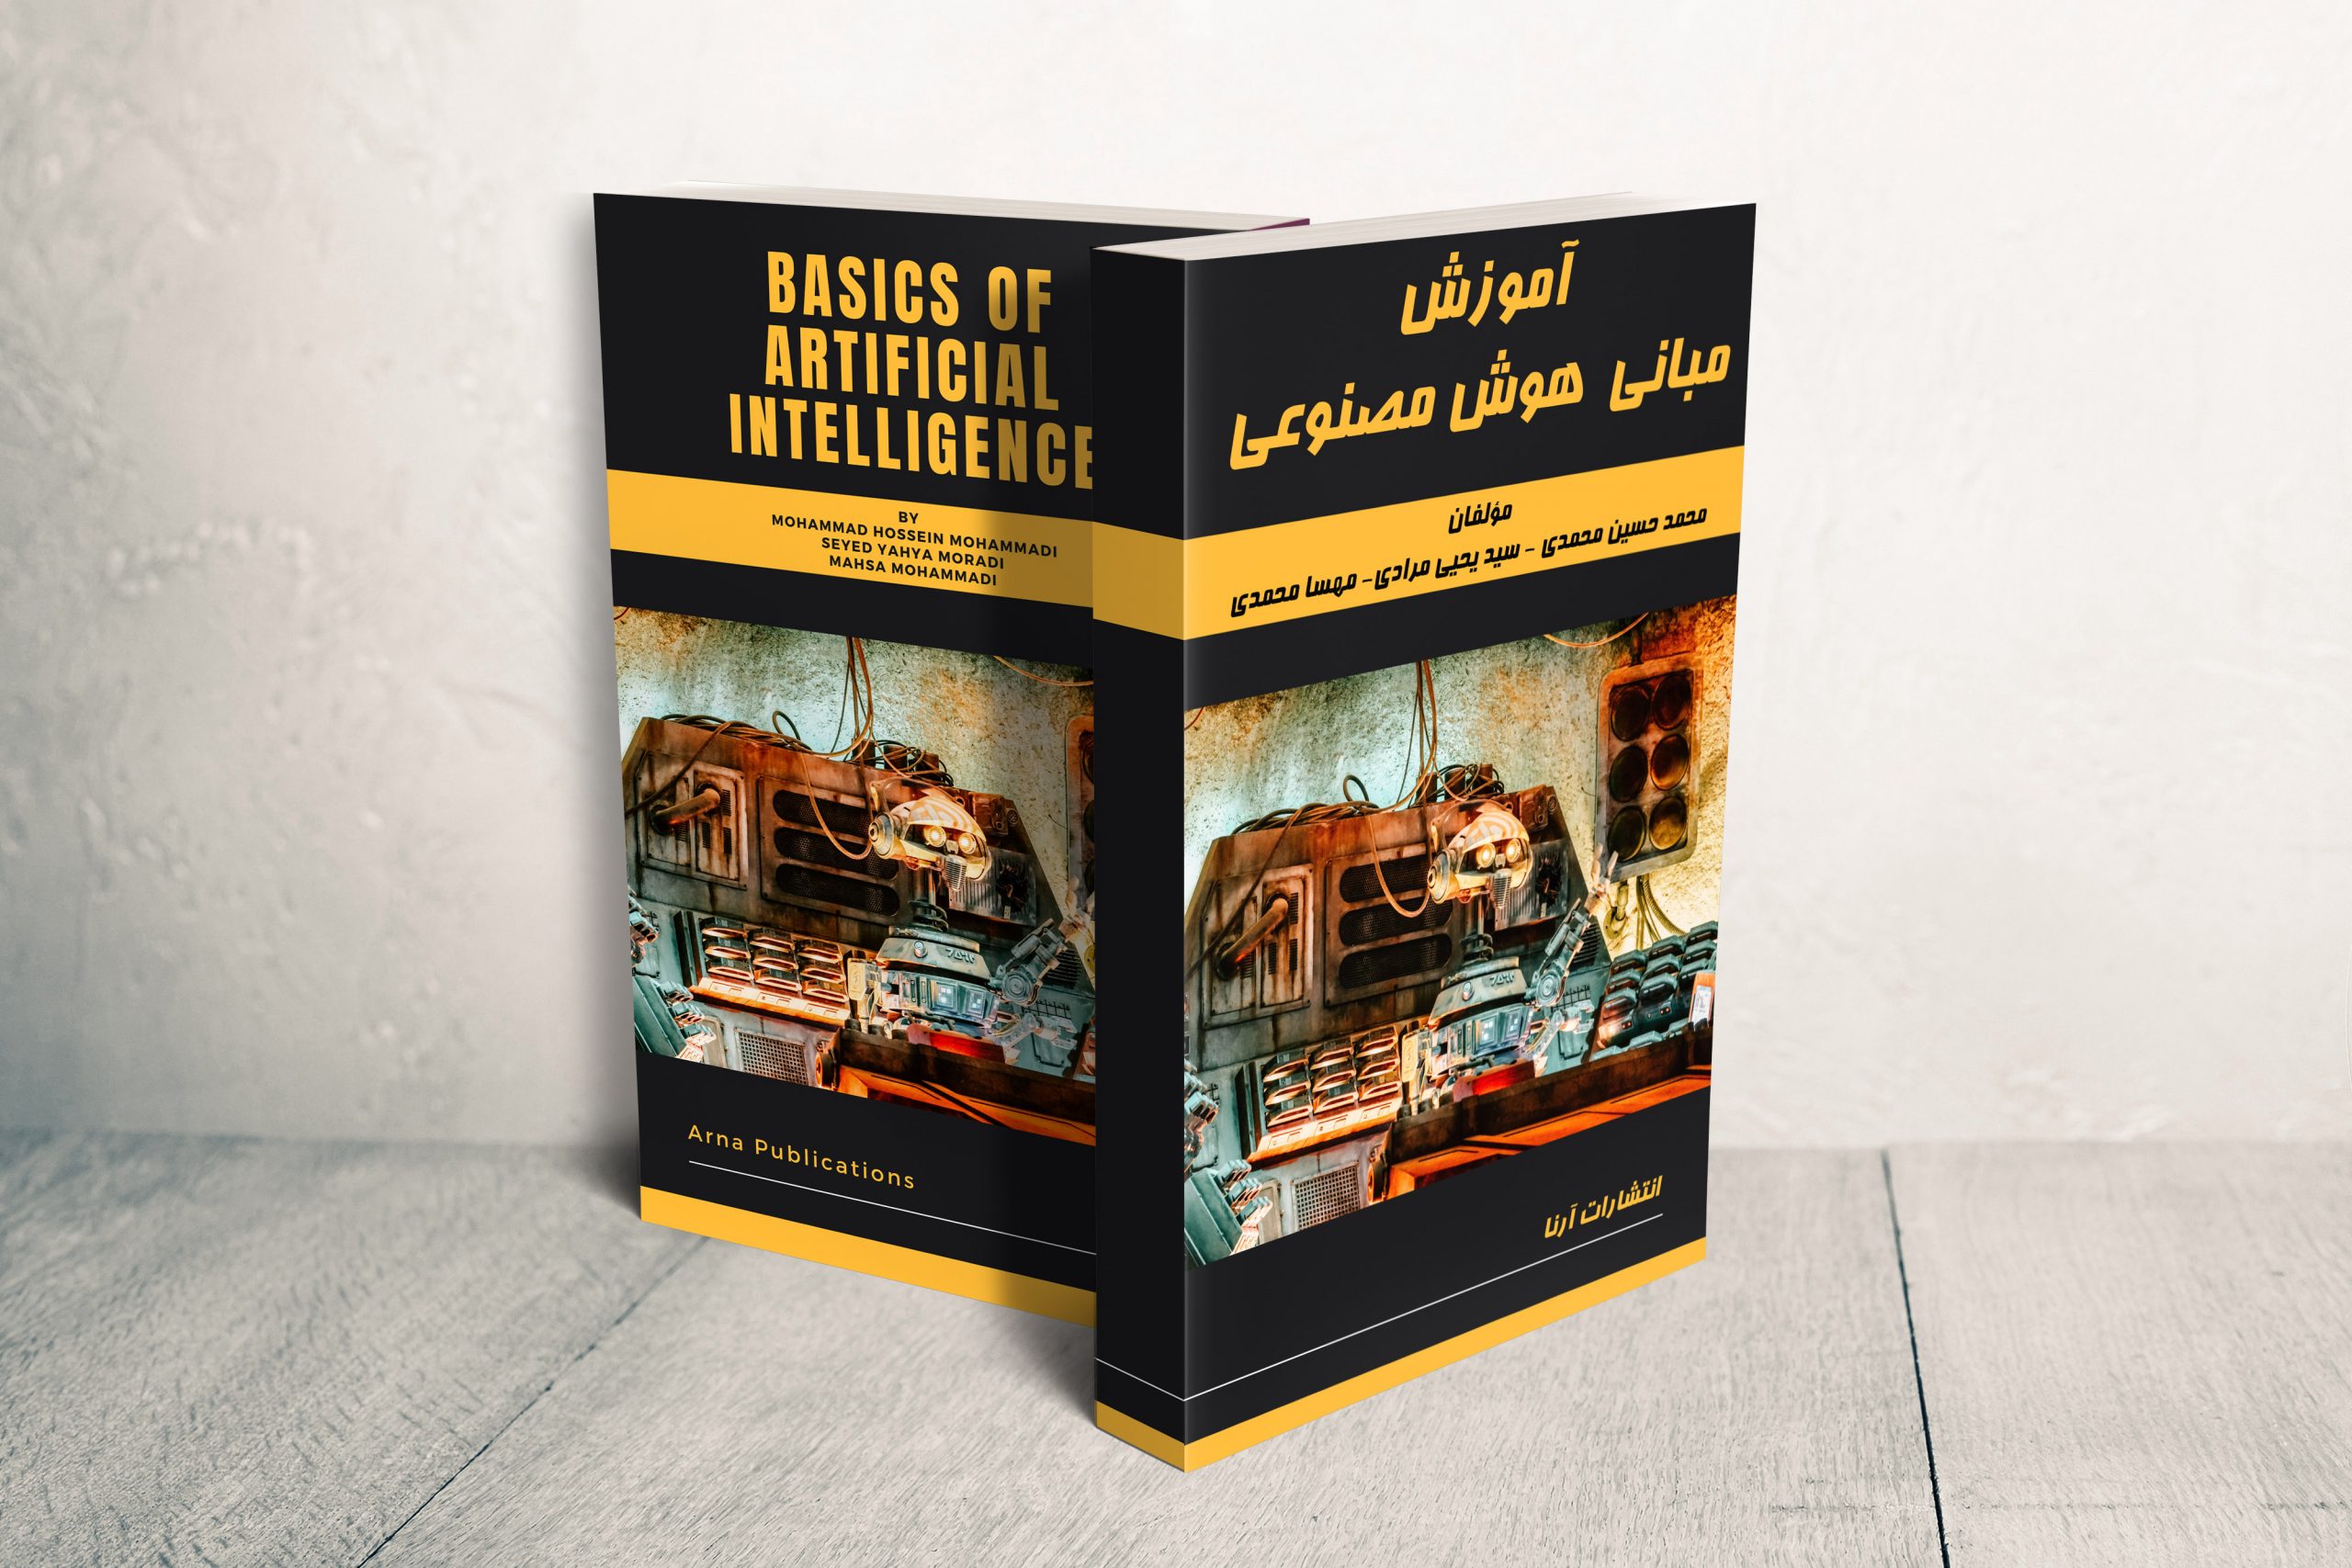 BASICS OF
ARTIFICIAL
INTELLIGENCE
BY
MOHAMMAD HOSSEIN MOHAMMADI
SEYED YAHYA MORADI
MAHSA MOHAMMADI
Arna Publications
آموزش
مبانی هوش مصنوعی
مؤلفان
محمد حسین محمدی - سید یحیی مرادی- مهسا محمدی
انتشارات آرنا